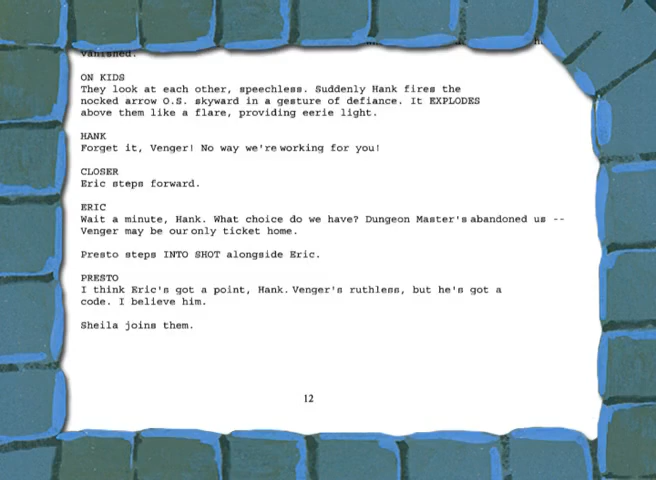 vanished.
ON KIDS
They look at each other, speechless. Suddenly Hank fires the
nocked arrow O.S. skyward in a gesture of defiance. It EXPLODES
above them like a flare, providing eerie light.
HANK
Forget it, Venger! No way we're working for you!
CLOSER
Eric steps forward.
ERIC
Wait a minute, Hank. What choice do we have? Dungeon Master's abandoned us --
Venger may be our only ticket home.
Presto steps INTO SHOT alongside Eric.
PRESTO
I think Eric's got a point, Hank. Venger's ruthless, but he's got a
code. I believe him.
Sheila joins them.
12